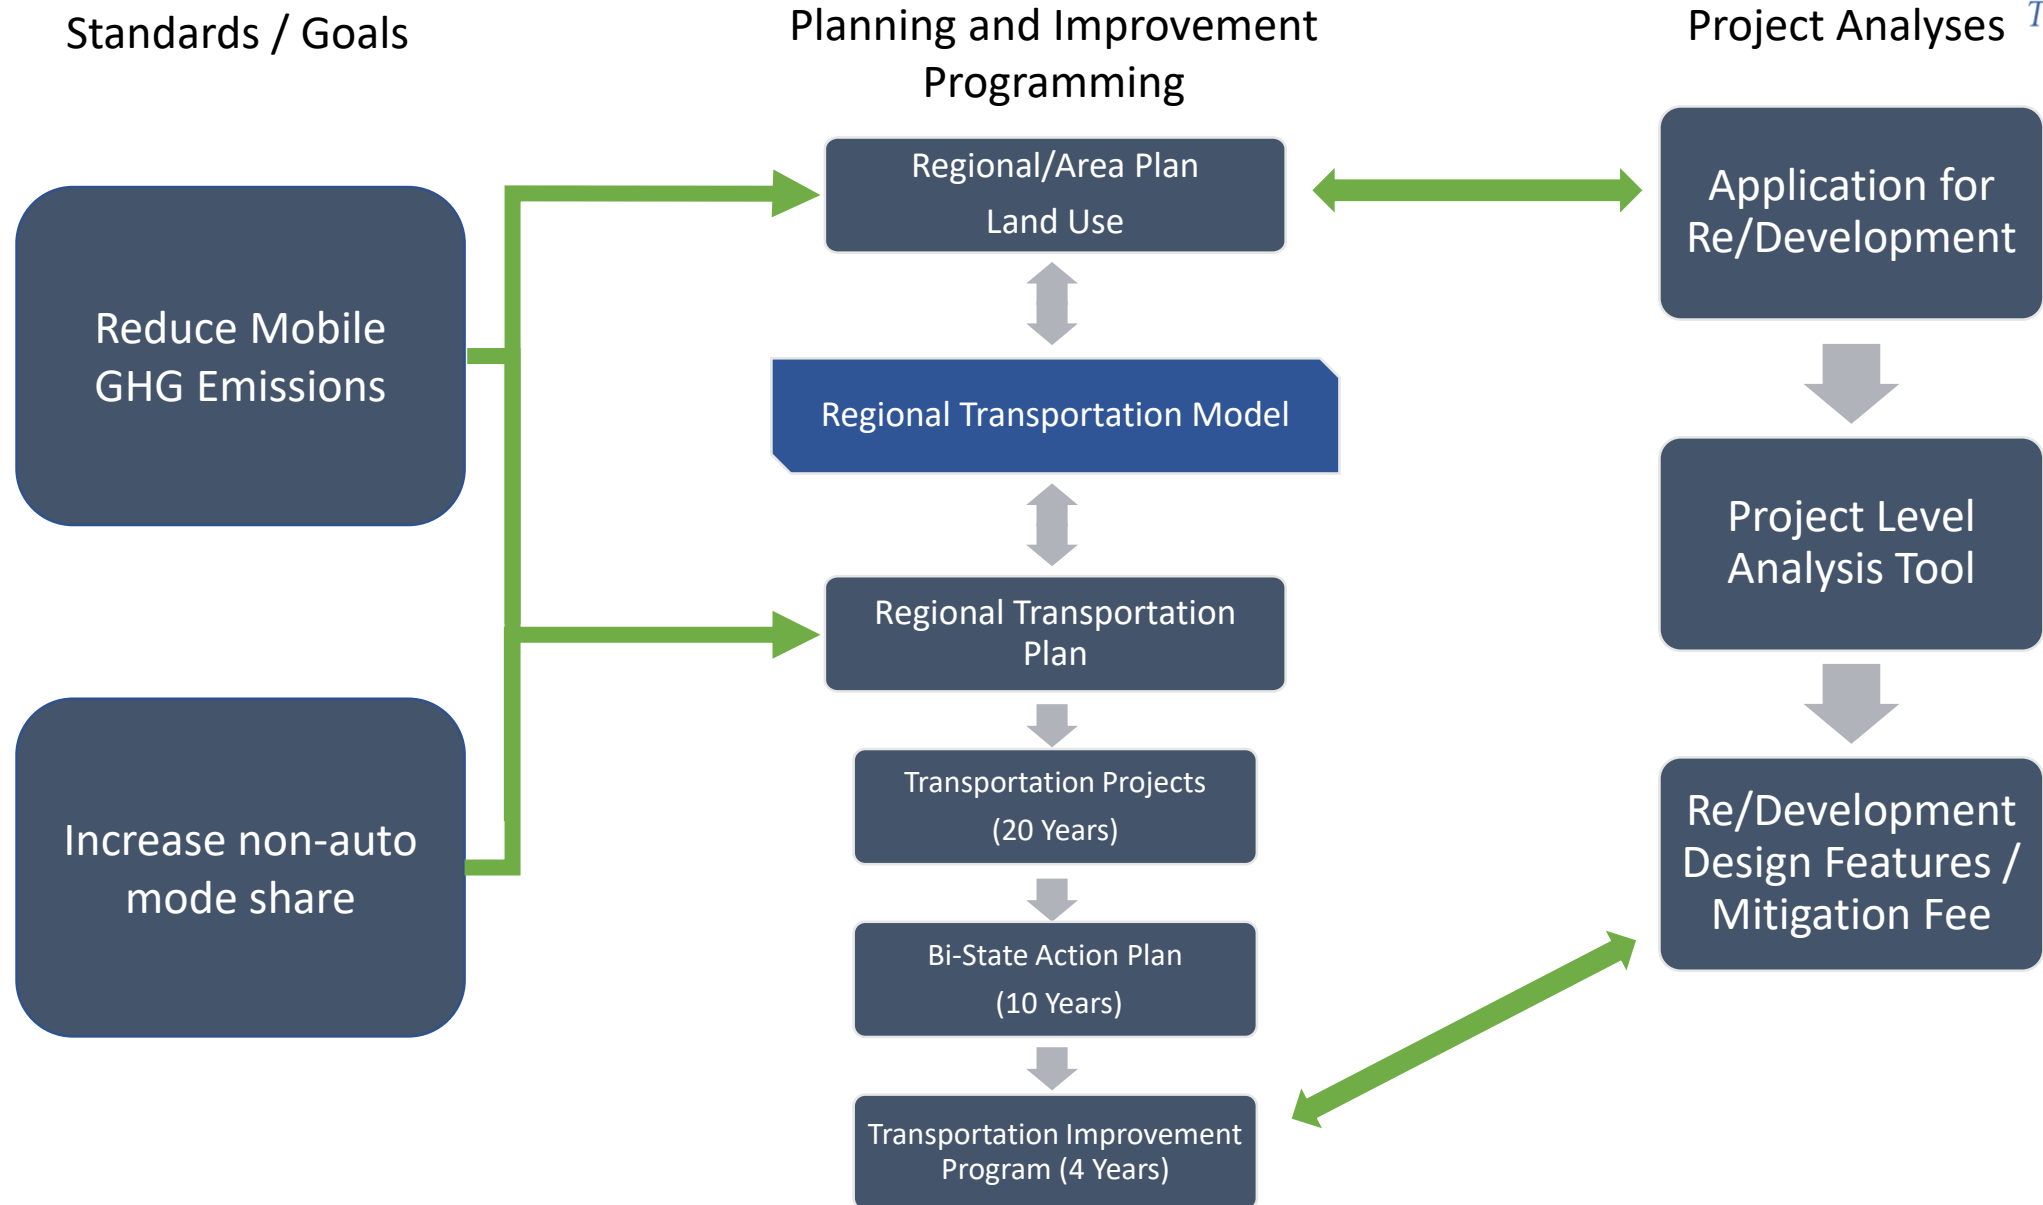 Standards / Goals
Planning and Improvement
Programming
Project Analyses
T
Reduce Mobile
GHG Emissions
Increase non-auto
mode share
Regional/Area Plan
Land Use
Regional Transportation Model
Regional Transportation
Plan
Transportation Projects
(20 Years)
Bi-State Action Plan
(10 Years)
Transportation Improvement
Program (4 Years)
Application for
Re/Development
Project Level
Analysis Tool
Re/Development
Design Features /
Mitigation Fee